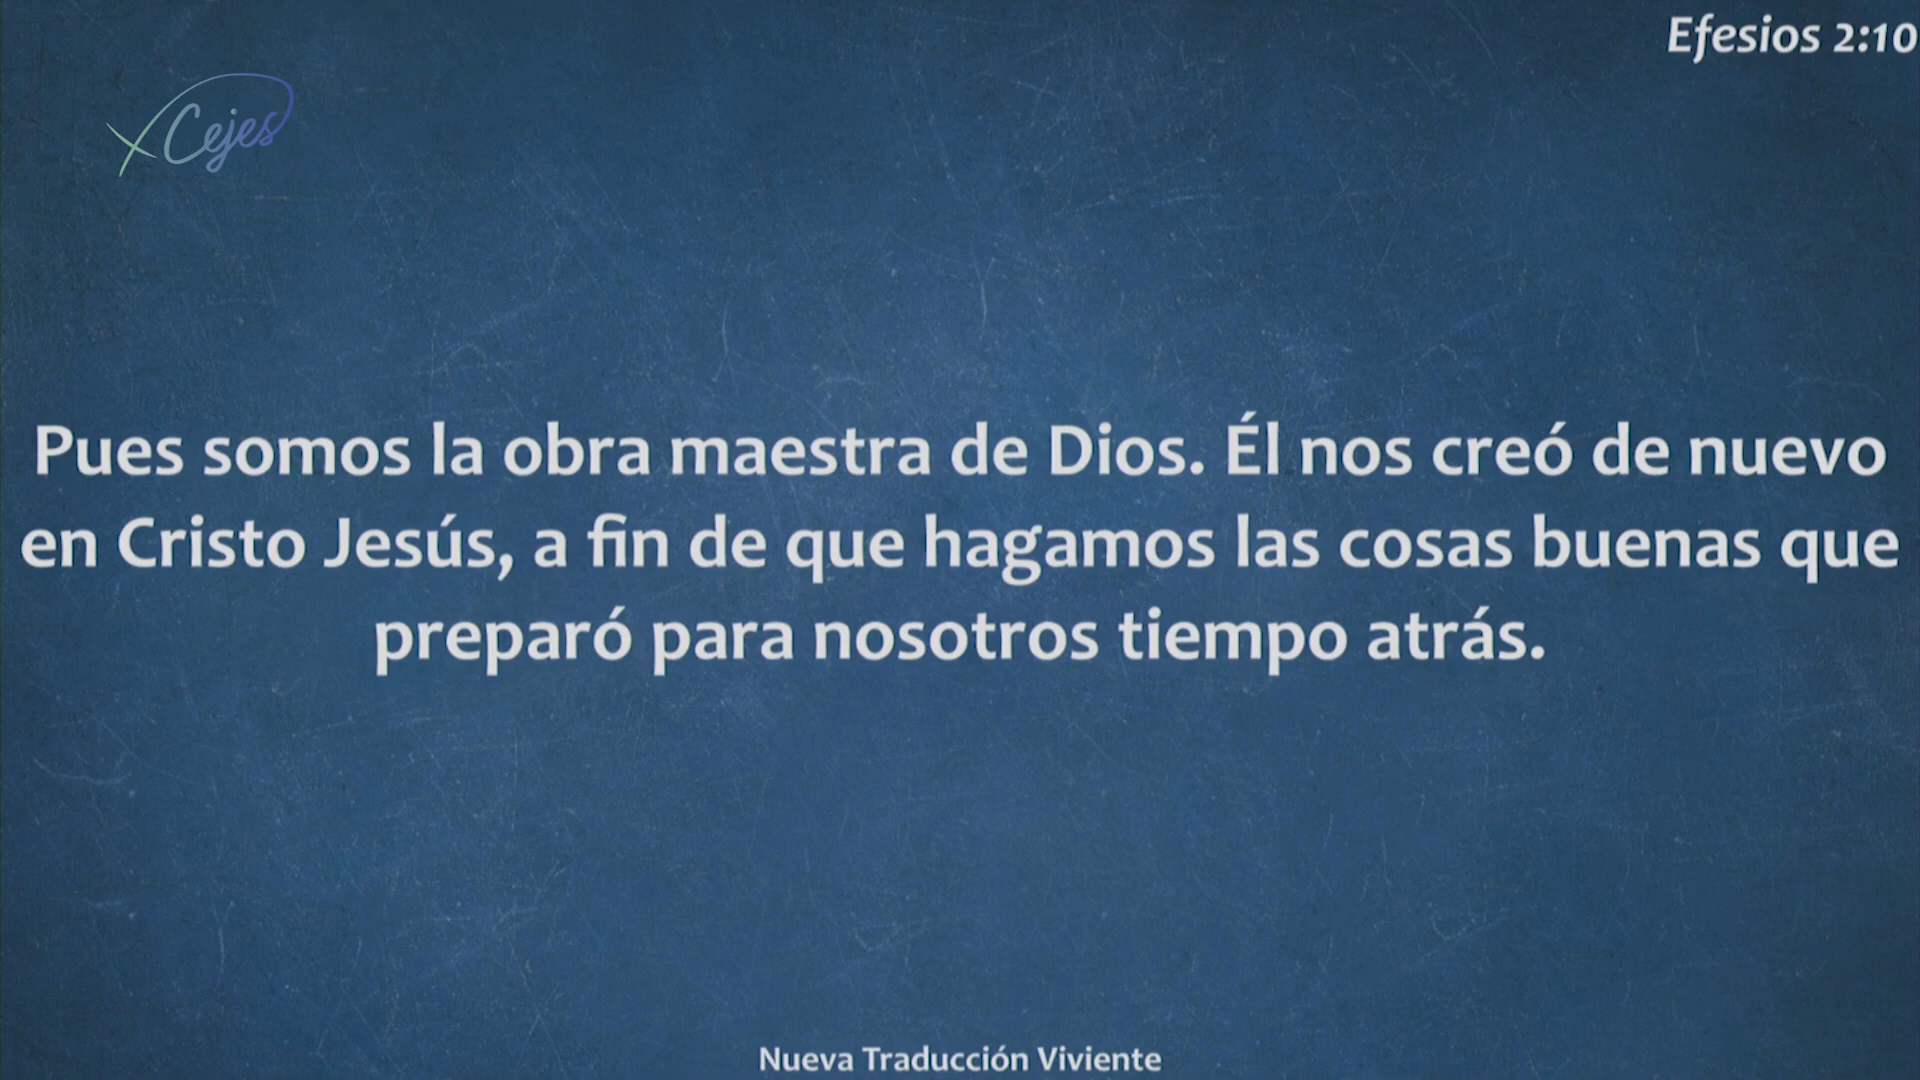 Efesios 2:10
Cejes
Pues somos la obra maestra de Dios. Él nos creó de nuevo
en Cristo Jesús, a fin de que hagamos las cosas buenas que
preparó para nosotros tiempo atrás.
Nueva Traducción Viviente